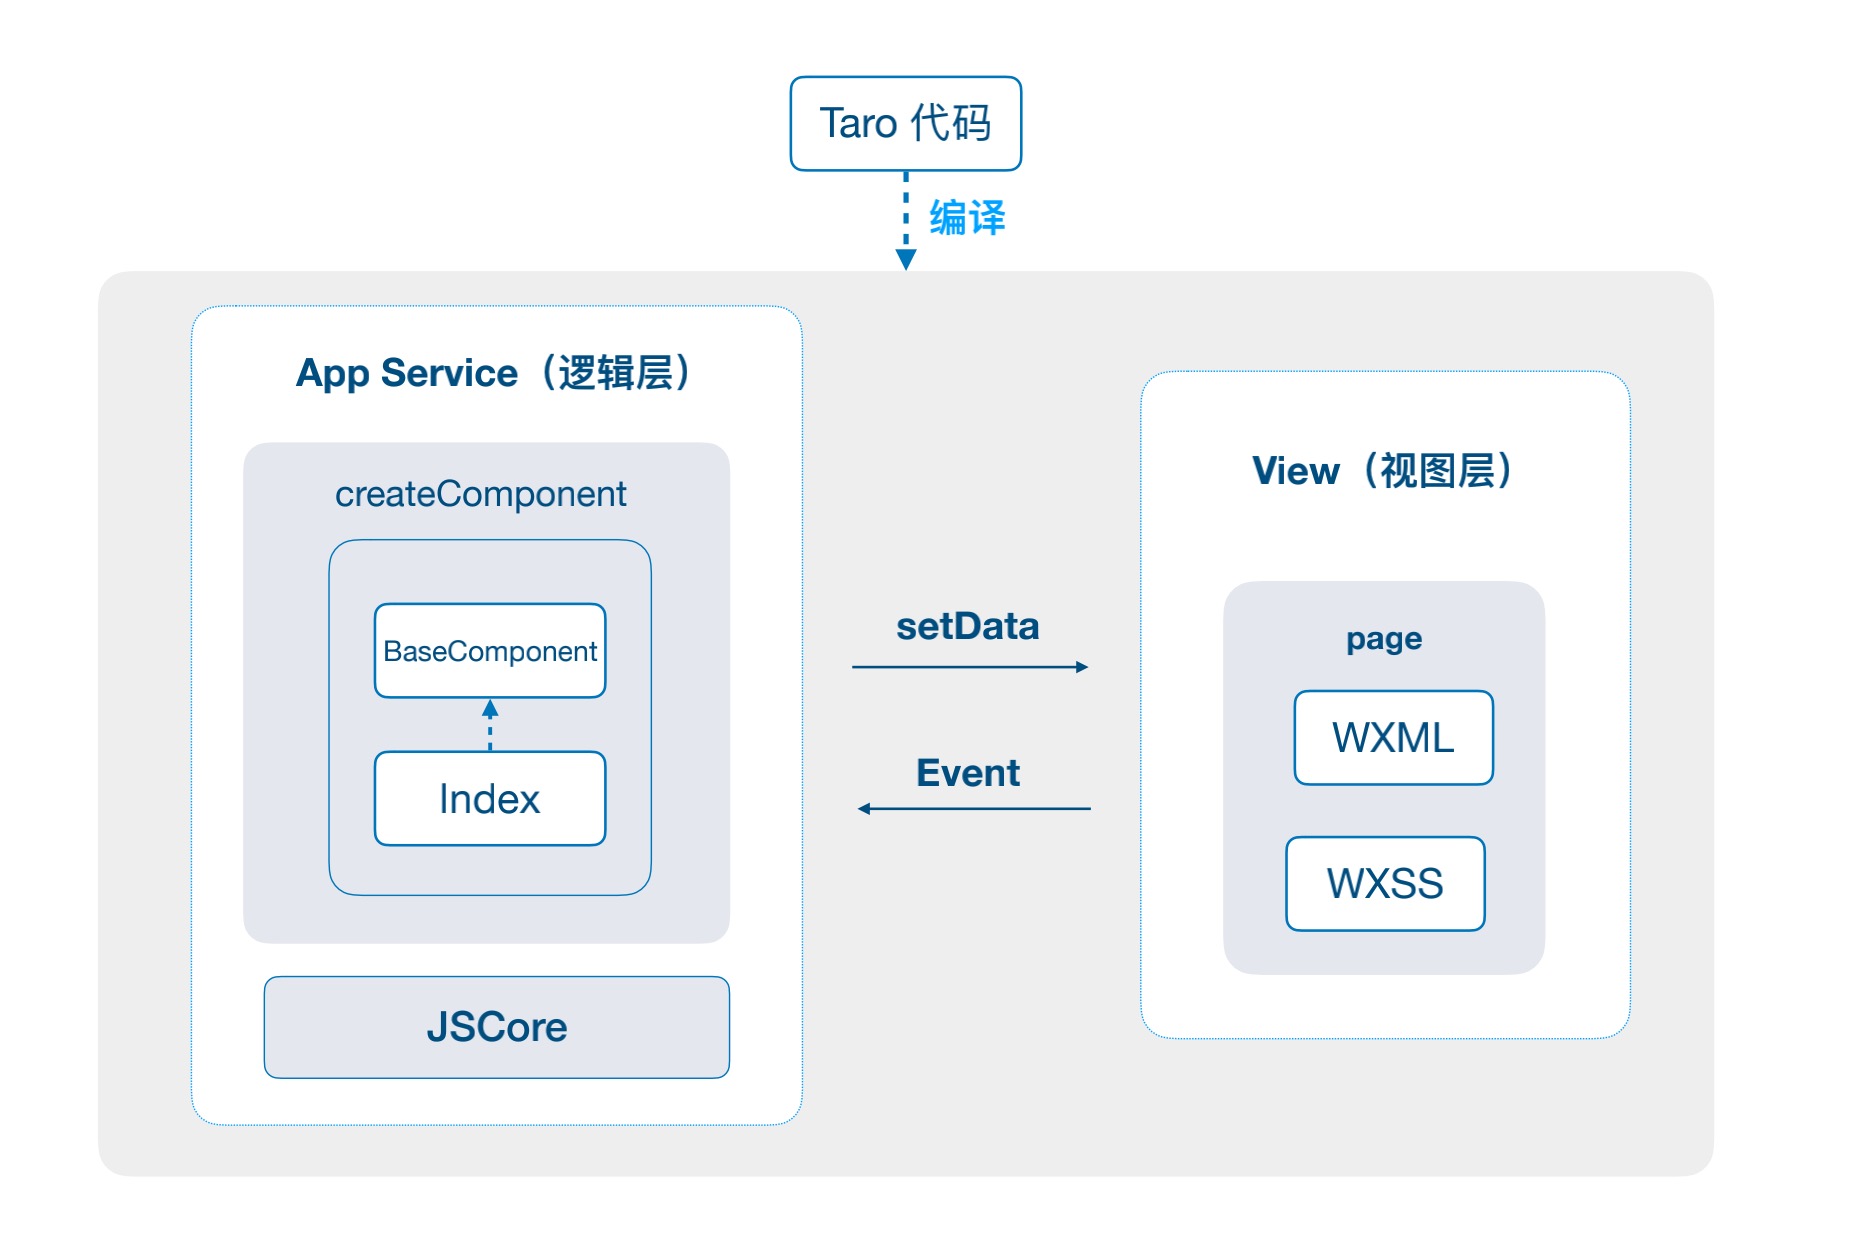 Taro 代码
编译
App Service（逻辑层）
createComponent
BaseComponent
Index
JSCore
setData
Event
View（视图层）
page
WXML
WXSS